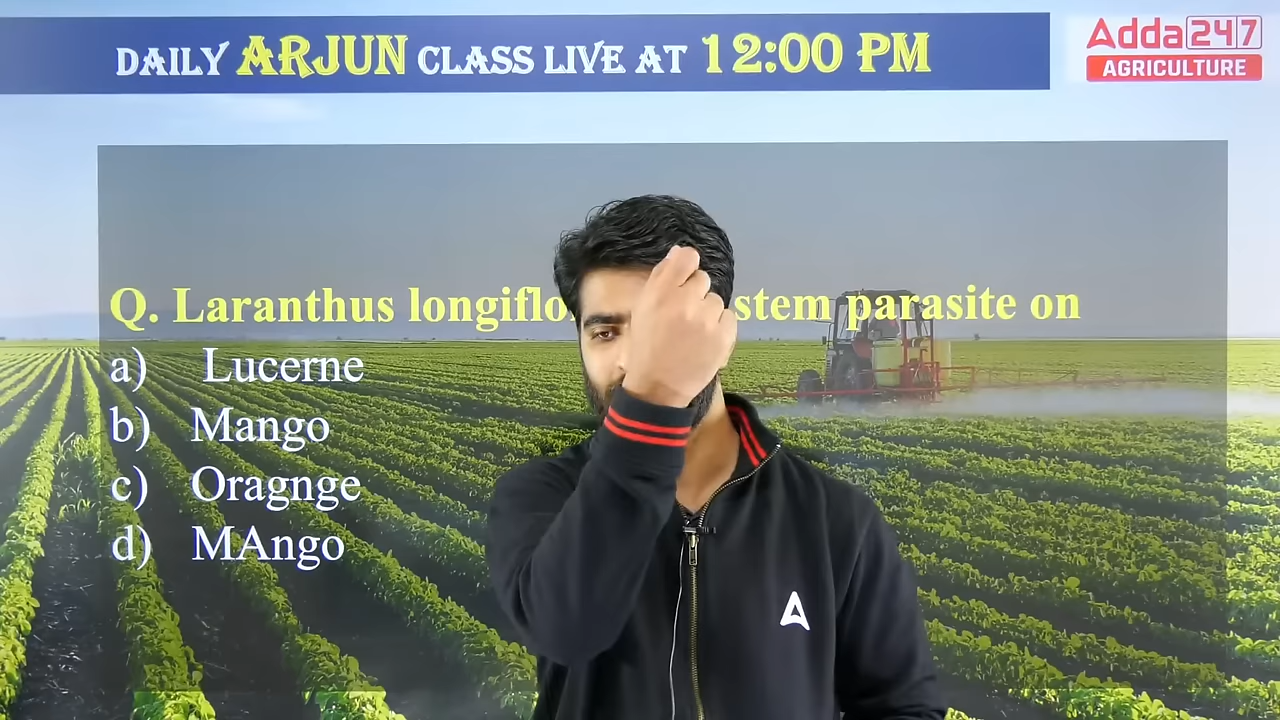 DAILY ARJUN CLASS LIVE AT 12:00 PM
Adda247
AGRICULTURE
Q. Laranthus longiflo stem parasite on
a) Lucerne
b) Mango
c) Oragnge
d) MAngo